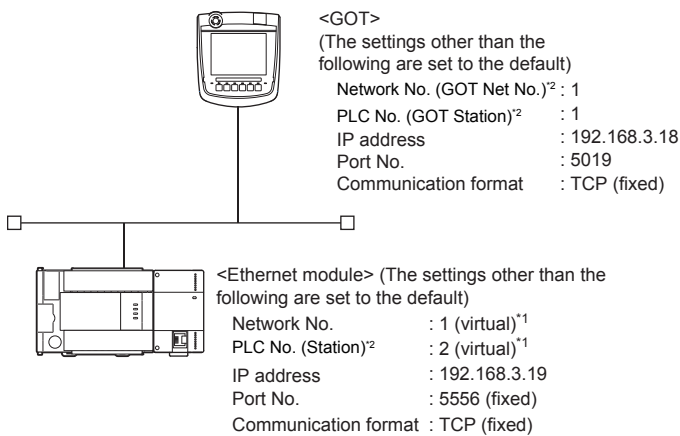 <GOT>
(The settings other than the
following are set to the default)
Network No. (GOT Net No.)*2 : 1
PLC No. (GOT Station)*2 : 1
IP address : 192.168.3.18
Port No. : 5019
Communication format : TCP (fixed)
<Ethernet module> (The settings other than the
following are set to the default)
Network No. : 1 (virtual)*1
PLC No. (Station)*2 : 2 (virtual)*1
IP address : 192.168.3.19
Port No. : 5556 (fixed)
Communication format : TCP (fixed)